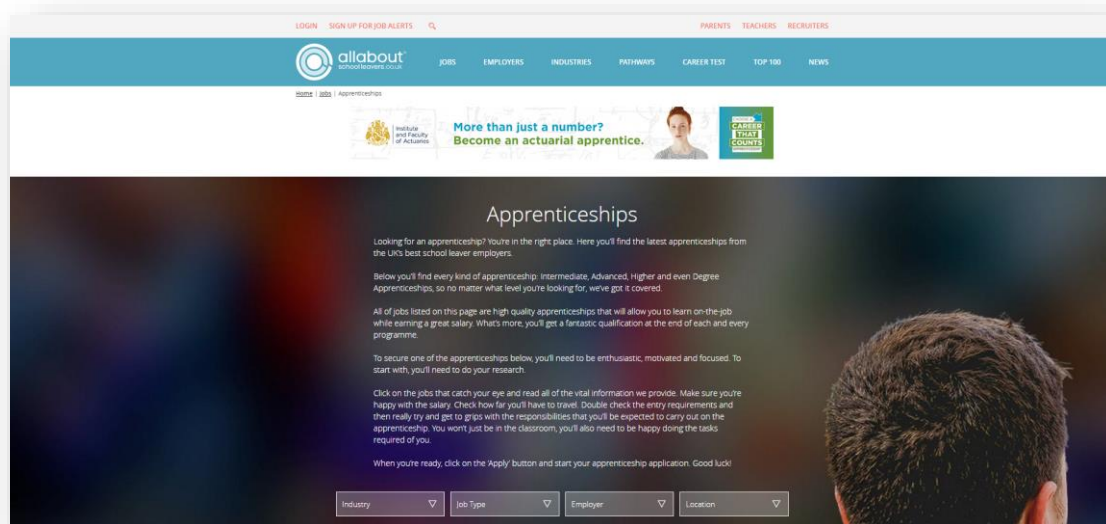 LOGIN SIGN UP FOR JOB ALERTS PARENTS TEACHERS RECRUITERS
allabout
schoolleavers.co.uk
JOBS EMPLOYERS INDUSTRIES PATHWAYS CAREER TEST TOP 100 NEWS
Home | Jobs | Apprenticeships
Institute
and Faculty
of Actuaries
More than just a number?
Become an actuarial apprentice.
CAREER
THAT
COUNTS
Apprenticeships
Looking for an apprenticeship? You're in the right place. Here you'll find the latest apprenticeships from
the UK's best school leaver employers.
Below you'll find every kind of apprenticeship: Intermediate, Advanced, Higher and even Degree
Apprenticeships, so no matter what level you're looking for, we've got it covered.
All of jobs listed on this page are high quality apprenticeships that will allow you to learn on-the-job
while earning a great salary. What's more, you'll get a fantastic qualification at the end of each and every
programme.
To secure one of the apprenticeships below, you'll need to be enthusiastic, motivated and focused. To
start with, you'll need to do your research.
Click on the jobs that catch your eye and read all of the vital information we provide. Make sure you're
happy with the salary. Check how far you'll have to travel. Double check the entry requirements and
then really try and get to grips with the responsibilities that you'll be expected to carry out on the
apprenticeship. You won't just be in the classroom, you'll also need to be happy doing the tasks
required of you.
When you're ready, click on the 'Apply' button and start your apprenticeship application. Good luck!
Industry Job Type Employer Location